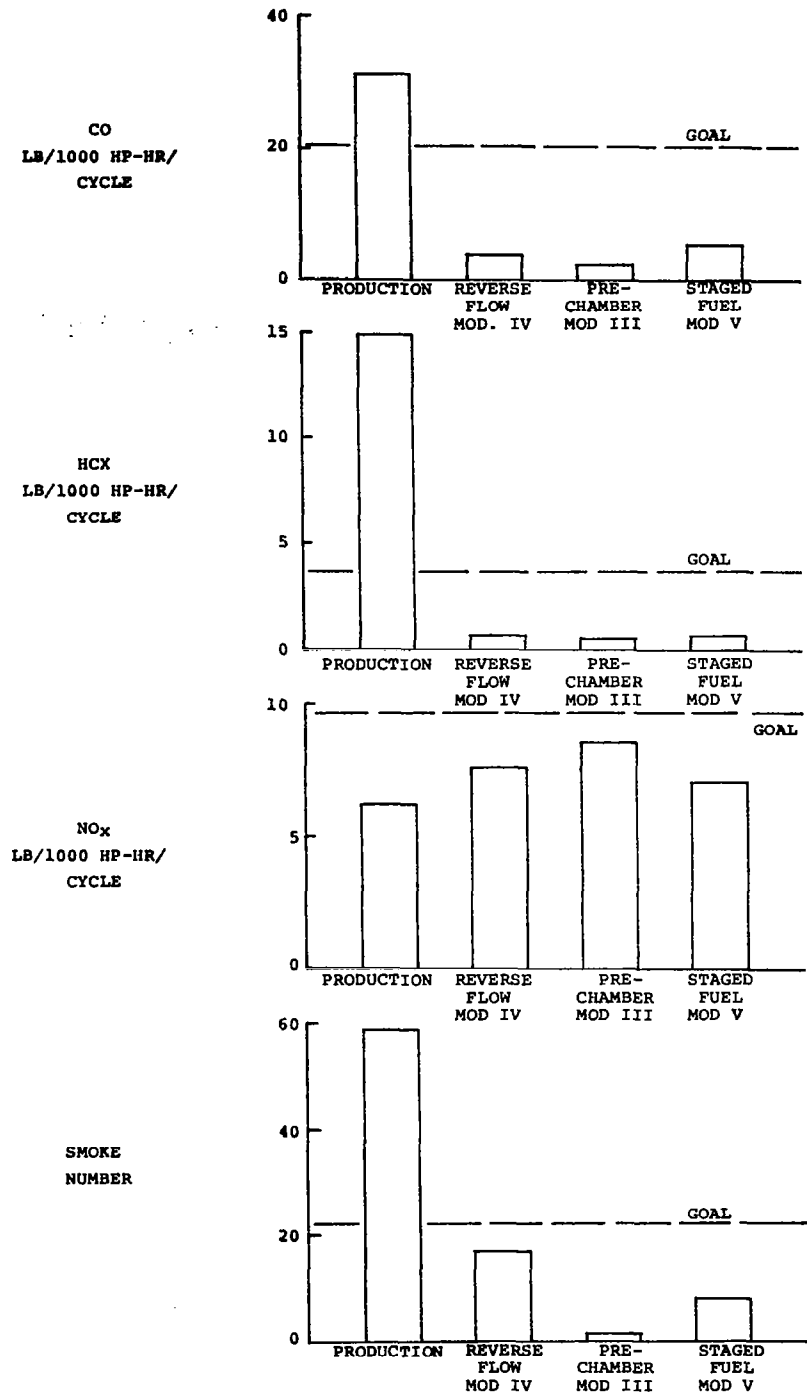 40
CO
LB/1000 HP-HR/
CYCLE
20
GOAL
0
PRODUCTION
REVERSE
FLOW
MOD. IV
PRE-
CHAMBER
MOD III
STAGED
FUEL
MOD V
15
HCX
LB/1000 HP-HR/
CYCLE
10
5
GOAL
0
PRODUCTION
REVERSE
FLOW
MOD IV
PRE-
CHAMBER
MOD III
STAGED
FUEL
MOD V
10
GOAL
NOx
LB/1000 HP-HR/
CYCLE
5
0
PRODUCTION
REVERSE
FLOW
MOD IV
PRE-
CHAMBER
MOD III
STAGED
FUEL
MOD V
60
SMOKE
NUMBER
40
GOAL
20
0
PRODUCTION
REVERSE
FLOW
MOD IV
PRE-
CHAMBER
MOD III
STAGED
FUEL
MOD V